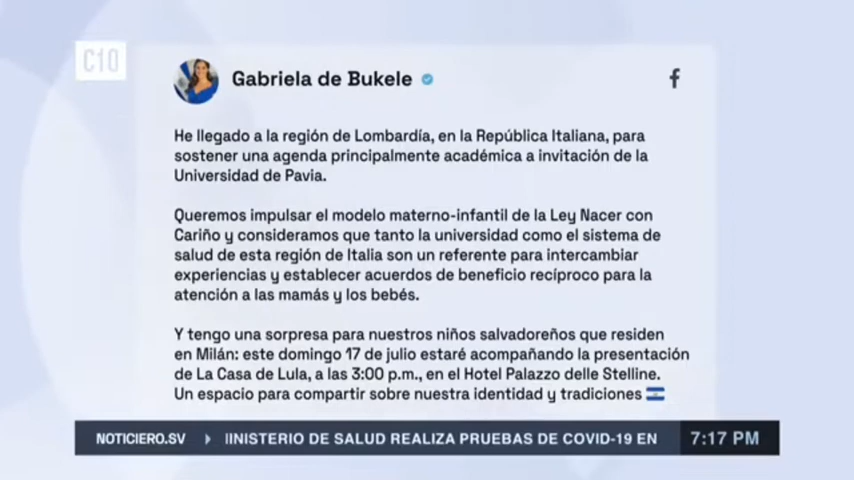 C10
Gabriela de Bukele
f
He llegado a la región de Lombardía, en la República Italiana, para
sostener una agenda principalmente académica a invitación de la
Universidad de Pavia.
Queremos impulsar el modelo materno-infantil de la Ley Nacer con
Cariño y consideramos que tanto la universidad como el sistema de
salud de esta región de Italia son un referente para intercambiar
experiencias y establecer acuerdos de beneficio recíproco para la
atención a las mamás y los bebés.
Y tengo una sorpresa para nuestros niños salvadoreños que residen
en Milán: este domingo 17 de julio estaré acompañando la presentación
de La Casa de Lula, a las 3:00 p.m., en el Hotel Palazzo delle Stelline.
Un espacio para compartir sobre nuestra identidad y tradiciones
NOTICIERO.SV > INISTERIO DE SALUD REALIZA PRUEBAS DE COVID-19 EN 7:17 PM